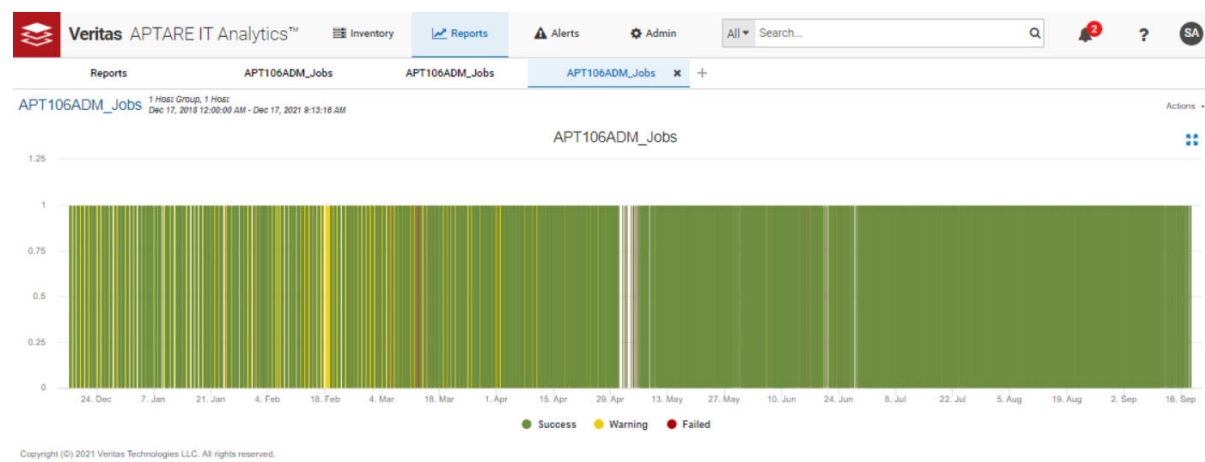 Veritas APTARE IT Analytics™ Inventory Reports Alerts Admin All Search... 2 ? SA
Reports APT106ADM_Jobs APT106ADM_Jobs APT106ADM_Jobs × +
APT106ADM_Jobs 1 Host Group, 1 Host
Dec 17, 2018 12:00:00 AM - Dec 17, 2021 9:13:16 AM
Actions
APT106ADM_Jobs
1.25
1
0.75
0.5
0.25
0
24. Dec 7. Jan 21. Jan 4. Feb 18. Feb 4. Mar 18. Mar 1. Apr 15. Apr 29. Apr 13. May 27. May 10. Jun 24. Jun 8. Jul 22. Jul 5. Aug 19. Aug 2. Sep 16. Sep
Success Warning Failed
Copyright (C) 2021 Veritas Technologies LLC. All rights reserved.